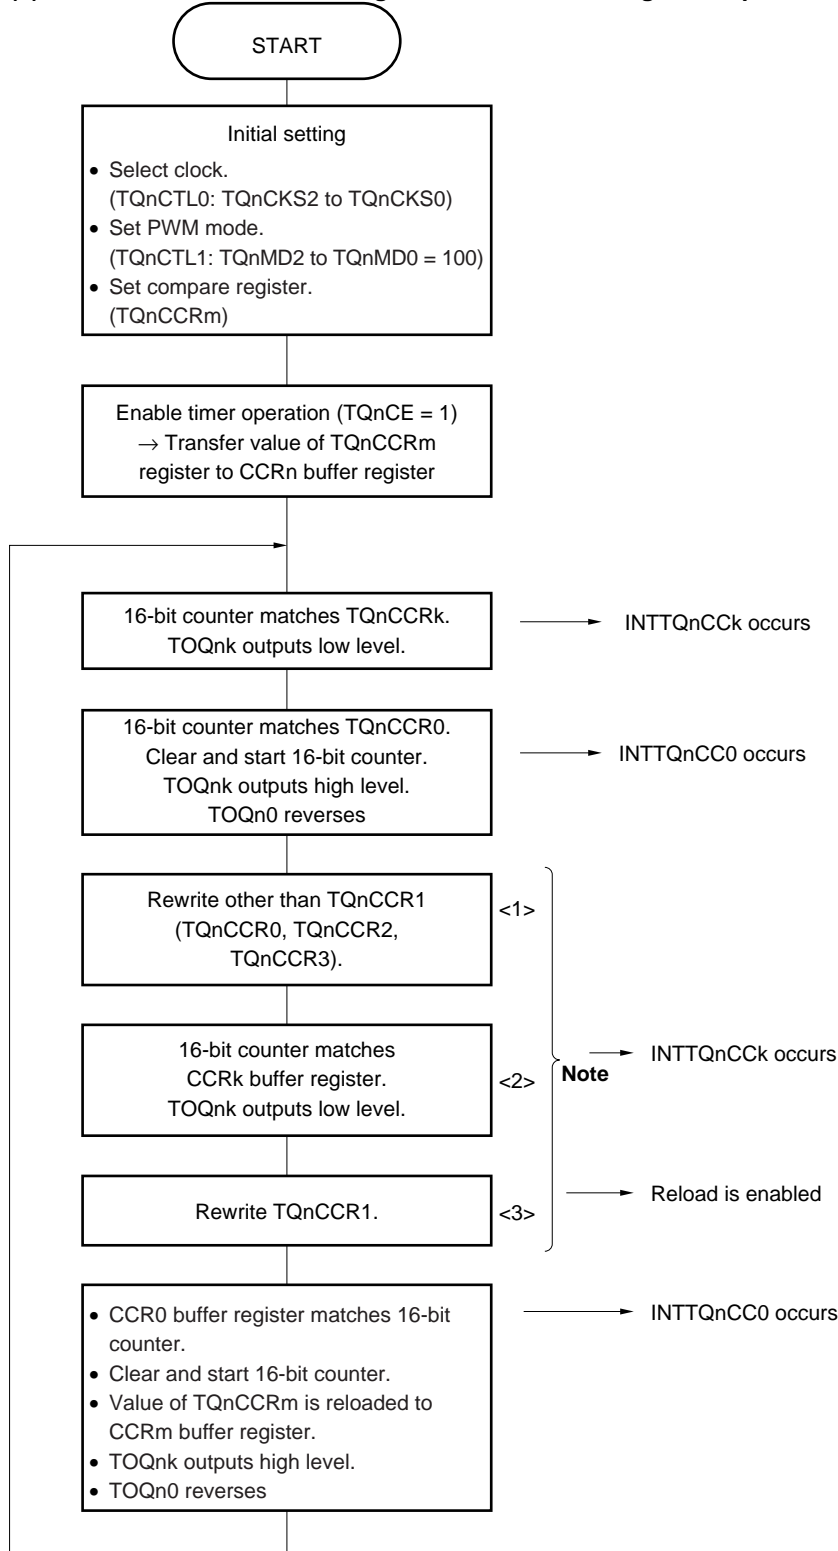 START
Initial setting
• Select clock.
(TQnCTL0: TQnCKS2 to TQnCKS0)
• Set PWM mode.
(TQnCTL1: TQnMD2 to TQnMD0 = 100)
• Set compare register.
(TQnCCRm)
Enable timer operation (TQnCE = 1)
→ Transfer value of TQnCCRm
register to CCRn buffer register
16-bit counter matches TQnCCRk.
TOQnk outputs low level.
INTTQnCCk occurs
16-bit counter matches TQnCCR0.
Clear and start 16-bit counter.
TOQnk outputs high level.
TOQn0 reverses
INTTQnCC0 occurs
Rewrite other than TQnCCR1
(TQnCCR0, TQnCCR2,
TQnCCR3).
<1>
16-bit counter matches
CCRk buffer register.
TOQnk outputs low level.
<2>
Note
INTTQnCCk occurs
Rewrite TQnCCR1.
<3>
Reload is enabled
• CCR0 buffer register matches 16-bit
counter.
• Clear and start 16-bit counter.
• Value of TQnCCRm is reloaded to
CCRm buffer register.
• TOQnk outputs high level.
• TOQn0 reverses
INTTQnCC0 occurs